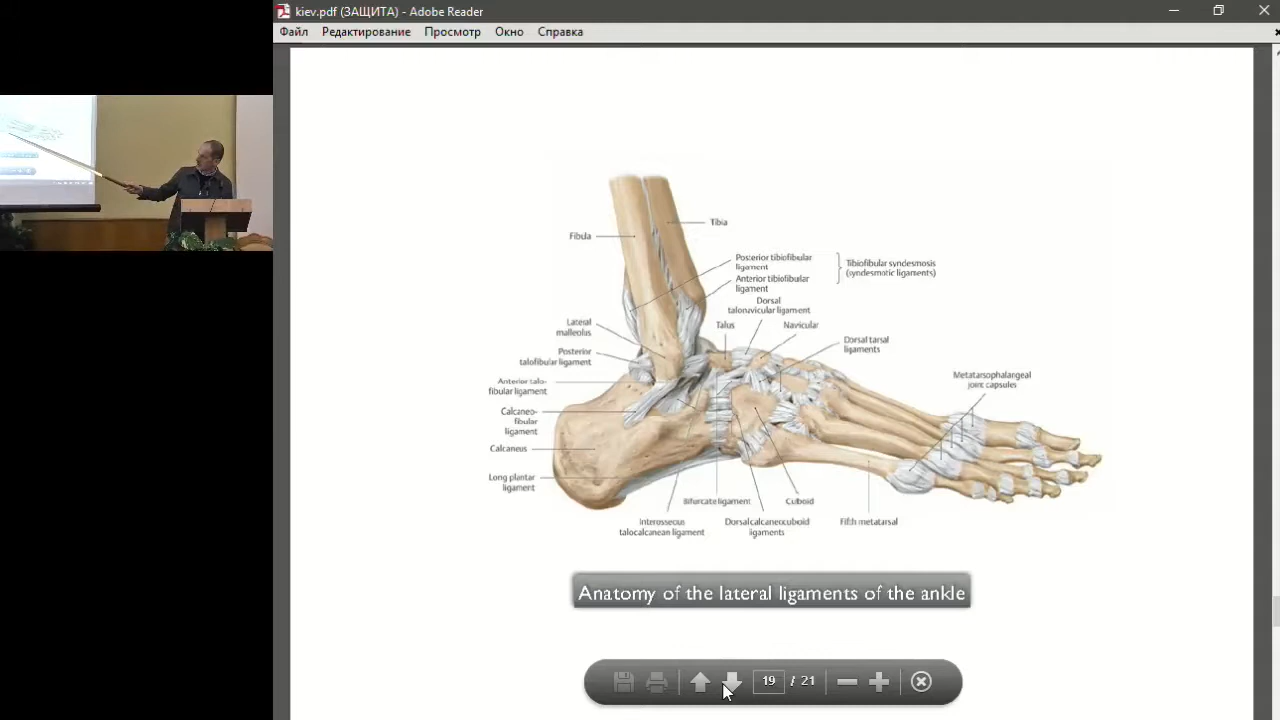 kiev.pdf (ЗАЩИТА) - Adobe Reader
Файл Редактирование Просмотр Окно Справка
Tibia
Fibula
Posterior tibiofibular
ligament
Anterior tibiofibular
ligament
Tibiofibular syndesmosis
(syndesmotic ligaments)
Dorsal
talonavicular ligament
Lateral
malleolus
Talus
Navicular
Dorsal tarsal
ligaments
Posterior
talofibular ligament
Metatarsophalangeal
joint capsules
Anterior talo-
fibular ligament
Calcaneo-
fibular
ligament
Calcaneus
Long plantar
ligament
Bifurcate ligament
Cuboid
Interosseous
talocalcanean ligament
Dorsal calcaneocuboid
ligaments
Fifth metatarsal
Anatomy of the lateral ligaments of the ankle
19 / 21